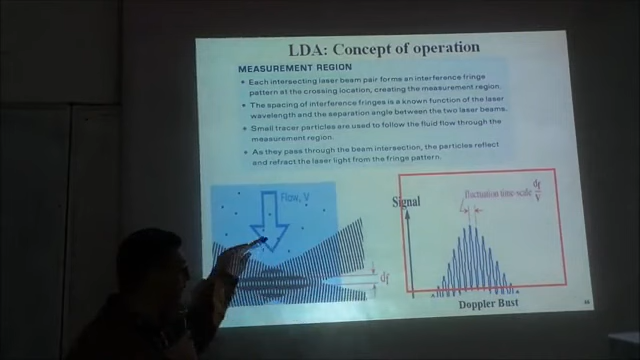 LDA: Concept of operation
MEASUREMENT REGION
• Each intersecting laser beam pair forms an interference fringe
pattern at the crossing location, creating the measurement region.
• The spacing of interference fringes is a known function of the laser
wavelength and the separation angle between the two laser beams.
• Small tracer particles are used to follow the fluid flow through the
measurement region.
• As they pass through the beam intersection, the particles reflect
and refract the laser light from the fringe pattern.
Flow, V
df
Signal
fluctuation time-scale df/V
Doppler Bust